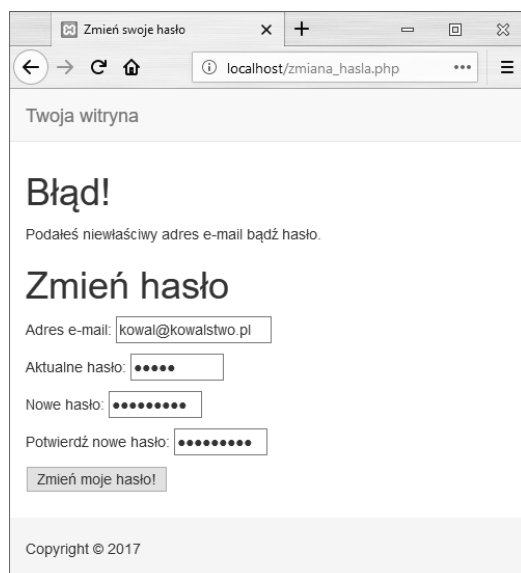 Zmień swoje hasło
localhost/zmiana_hasla.php
Twoja witryna
Błąd!
Podałeś niewłaściwy adres e-mail bądź hasło.
Zmień hasło
Adres e-mail: kowal@kowalstwo.pl
Aktualne hasło: •••••
Nowe hasło: •••••••••
Potwierdź nowe hasło: •••••••••
Zmień moje hasło!
Copyright © 2017